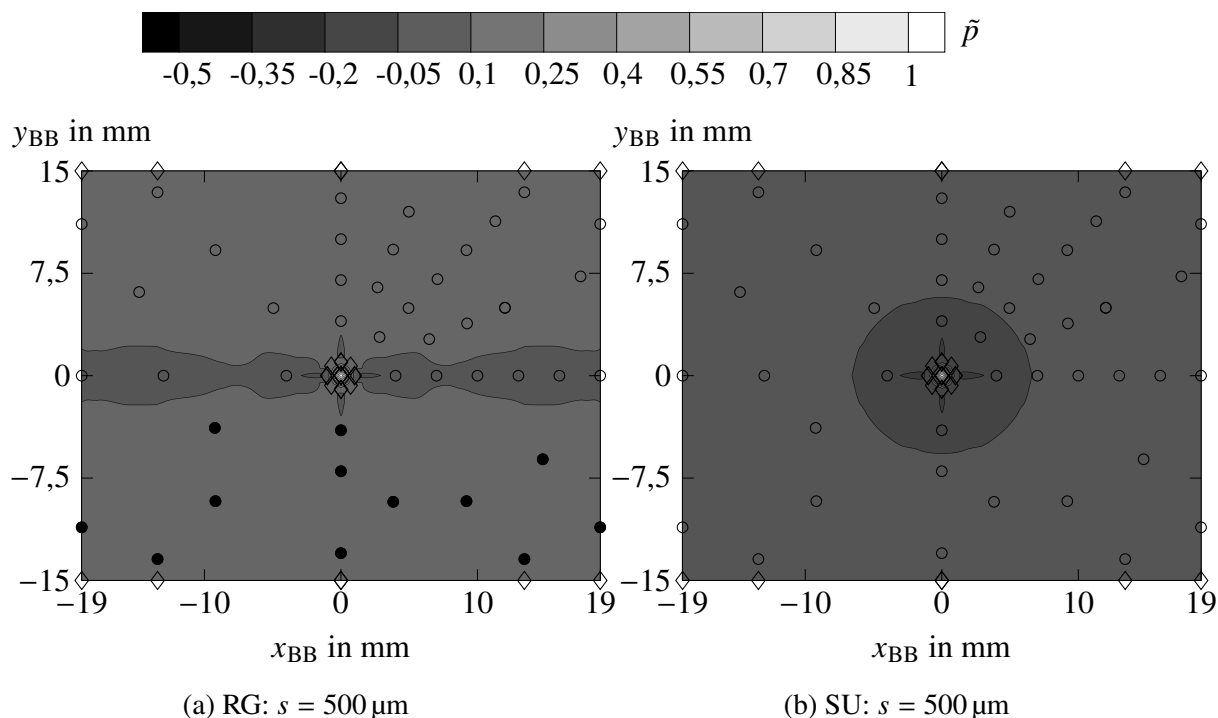 p̃
-0,5 -0,35 -0,2 -0,05 0,1 0,25 0,4 0,55 0,7 0,85 1
y_BB in mm
15
7,5
0
−7,5
−15
−19 −10 0 10 19
x_BB in mm
(a) RG: s = 500 µm
y_BB in mm
15
7,5
0
−7,5
−15
−19 −10 0 10 19
x_BB in mm
(b) SU: s = 500 µm